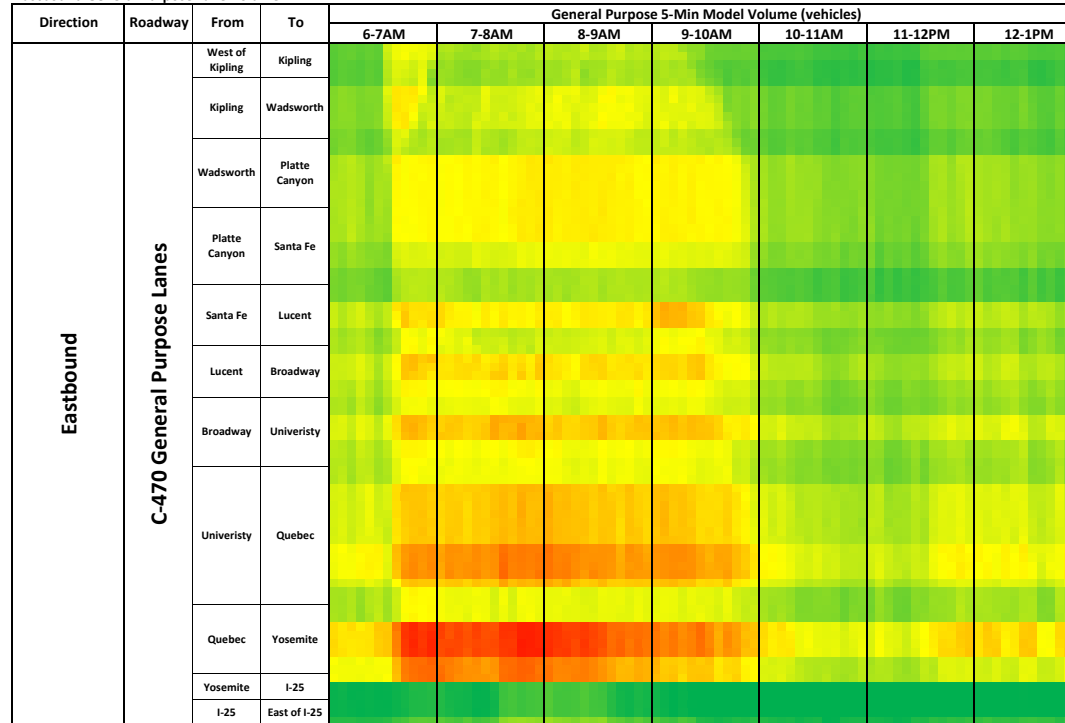 Direction Roadway From To General Purpose 5-Min Model Volume (vehicles)
6-7AM 7-8AM 8-9AM 9-10AM 10-11AM 11-12PM 12-1PM
Eastbound
C-470 General Purpose Lanes
West of Kipling Kipling
Kipling Wadsworth
Wadsworth Platte Canyon
Platte Canyon Santa Fe
Santa Fe Lucent
Lucent Broadway
Broadway Univeristy
Univeristy Quebec
Quebec Yosemite
Yosemite I-25
I-25 East of I-25